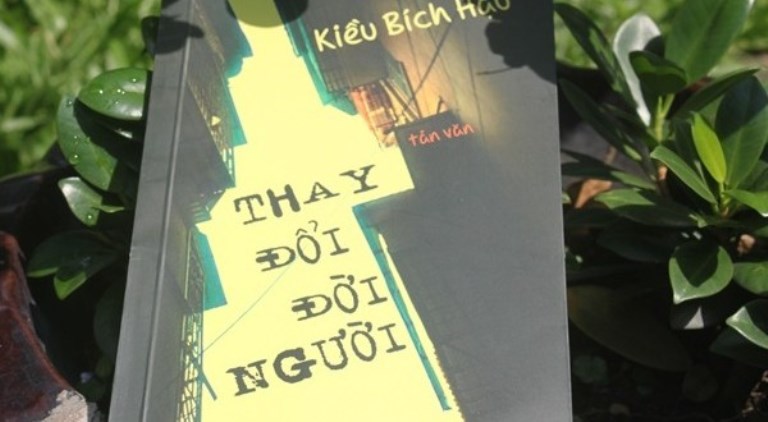 Kiều Bích Hậu
tản văn
THAY
ĐỔI
ĐỜI
NGƯỜI